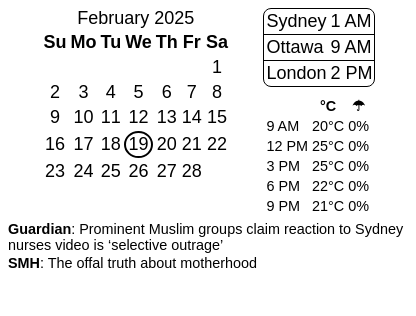 February 2025
Su Mo Tu We Th Fr Sa
1
2 3 4 5 6 7 8
9 10 11 12 13 14 15
16 17 18 19 20 21 22
23 24 25 26 27 28
Sydney 1 AM
Ottawa 9 AM
London 2 PM
°C ☂
9 AM 20°C 0%
12 PM 25°C 0%
3 PM 25°C 0%
6 PM 22°C 0%
9 PM 21°C 0%
Guardian: Prominent Muslim groups claim reaction to Sydney
nurses video is ‘selective outrage’
SMH: The offal truth about motherhood